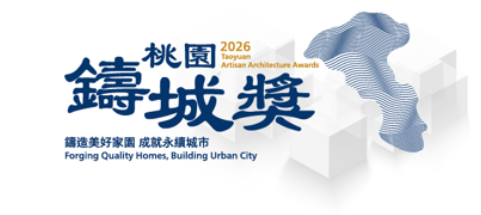 桃園
2026
Taoyuan
Artisan Architecture Awards
鑄城獎
鑄造美好家園 成就永續城市
Forging Quality Homes, Building Urban City